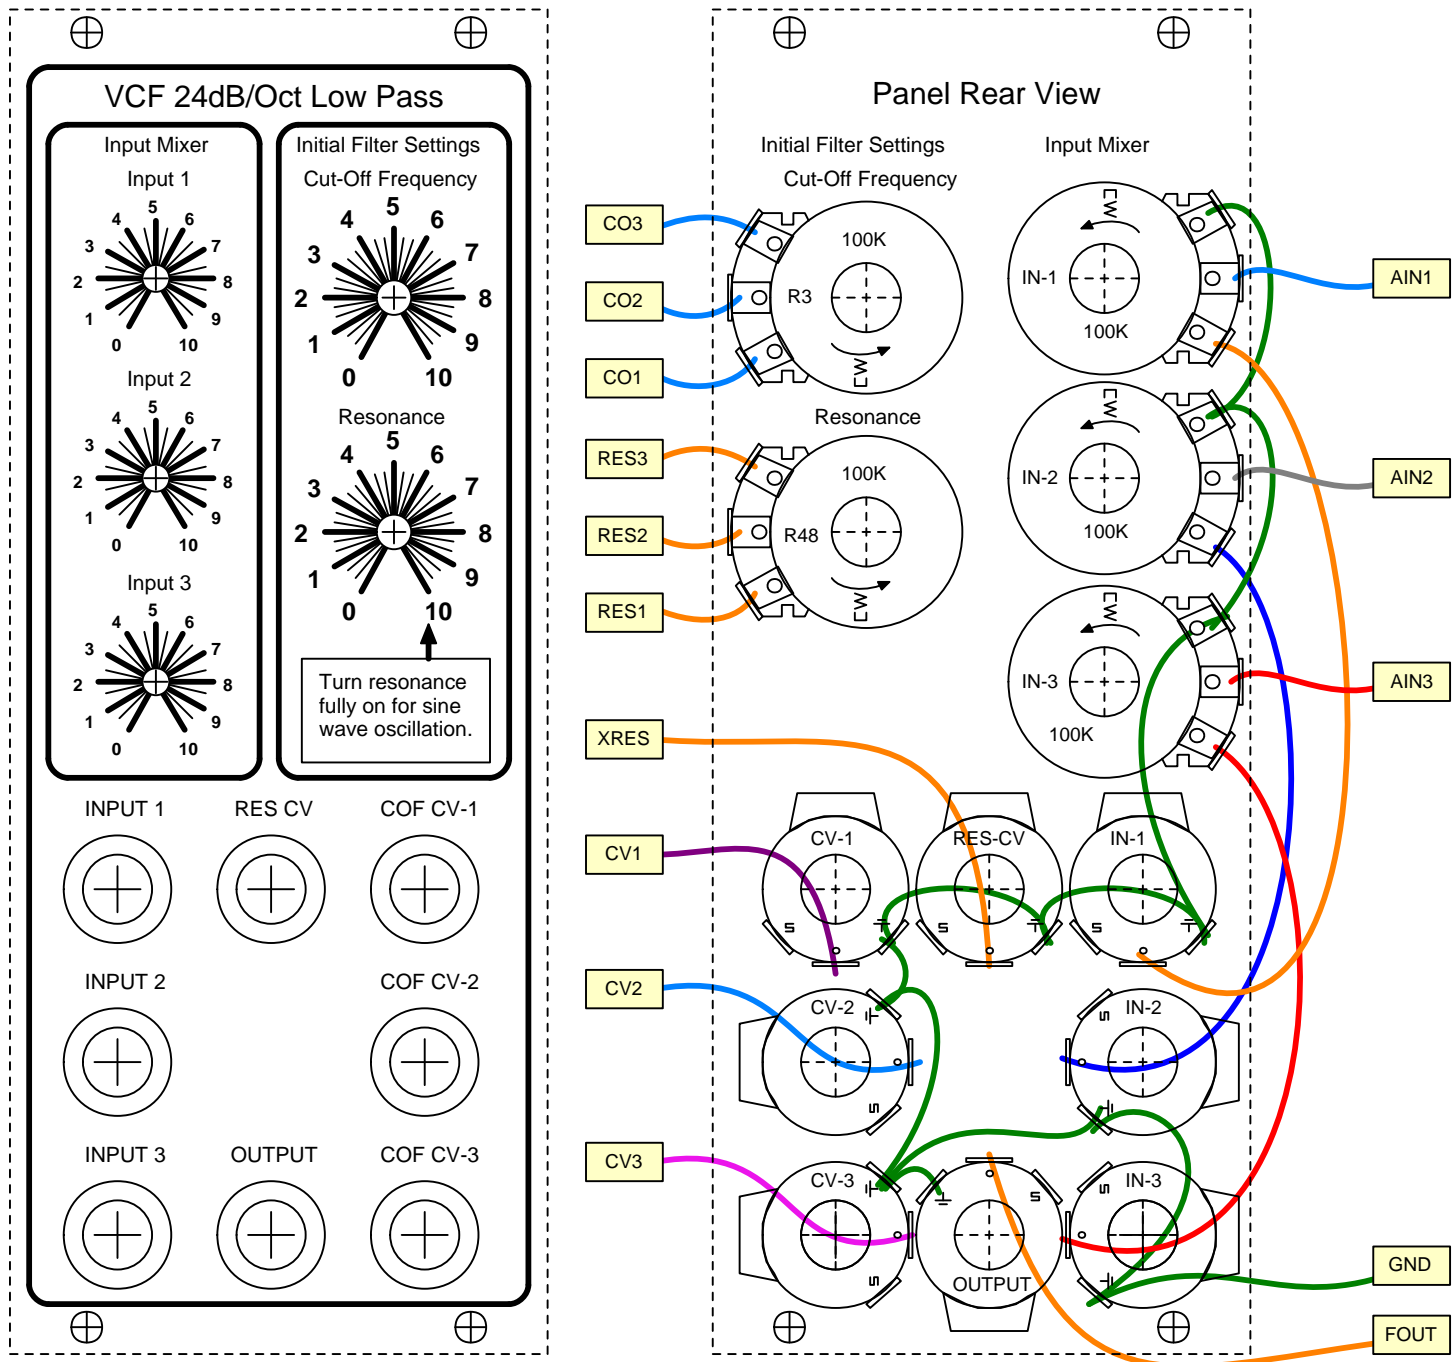 VCF 24dB/Oct Low Pass
Input Mixer
Input 1
0 1 2 3 4 5 6 7 8 9 10
Input 2
0 1 2 3 4 5 6 7 8 9 10
Input 3
0 1 2 3 4 5 6 7 8 9 10
Initial Filter Settings
Cut-Off Frequency
0 1 2 3 4 5 6 7 8 9 10
Resonance
0 1 2 3 4 5 6 7 8 9 10
Turn resonance
fully on for sine
wave oscillation.
INPUT 1 RES CV COF CV-1
INPUT 2 COF CV-2
INPUT 3 OUTPUT COF CV-3
Panel Rear View
Initial Filter Settings
Cut-Off Frequency
Input Mixer
CO3
CO2
CO1
100K
R3
W
Resonance
RES3
RES2
RES1
100K
R48
W
W
IN-1
100K
AIN1
W
IN-2
100K
AIN2
W
IN-3
100K
AIN3
XRES
CV1
CV2
CV3
CV-1
S
RES-CV
S
IN-1
S
CV-2
S
IN-2
S
CV-3
S
OUTPUT
S
IN-3
S
GND
FOUT